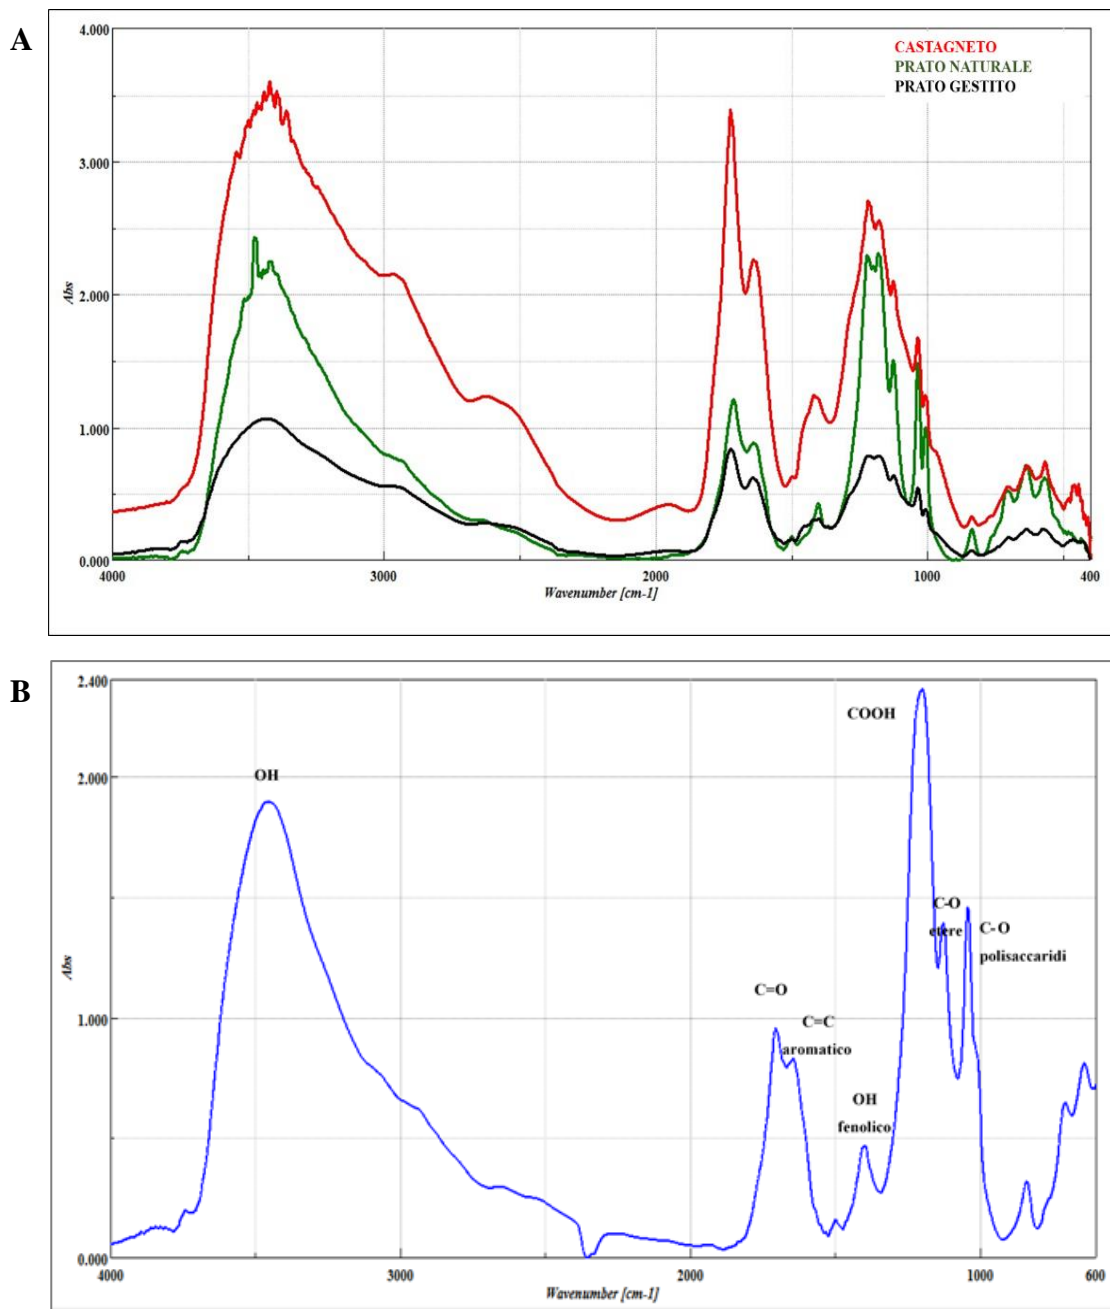 A
4.000
CASTAGNETO
PRATO NATURALE
PRATO GESTITO
3.000
2.000
Abs
1.000
0.000
4000 3000 2000 1000 400
Wavenumber [cm-1]
B
2.400
COOH
OH
2.000
C-O
etere
C- O
polisaccaridi
Abs
C=O
1.000
C=C
aromatico
OH
fenolico
0.000
4000 3000 2000 1000 600
Wavenumber [cm-1]